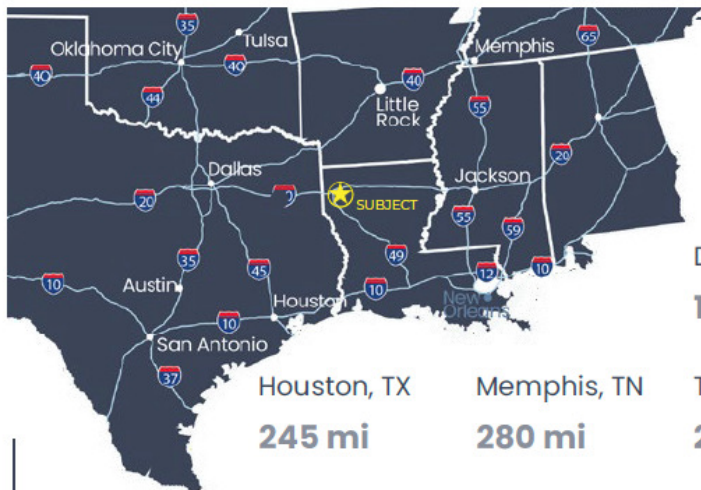 35
Tulsa
65
Oklahoma City
Memphis
40
40
40
44
Little
Rock
55
Dallas
Jackson
20
20
SUBJECT
20
55
59
49
35
45
10
Austin
10
12
10
Houston
New
Orleans
10
San Antonio
37
Houston, TX
Memphis, TN
245 mi
280 mi